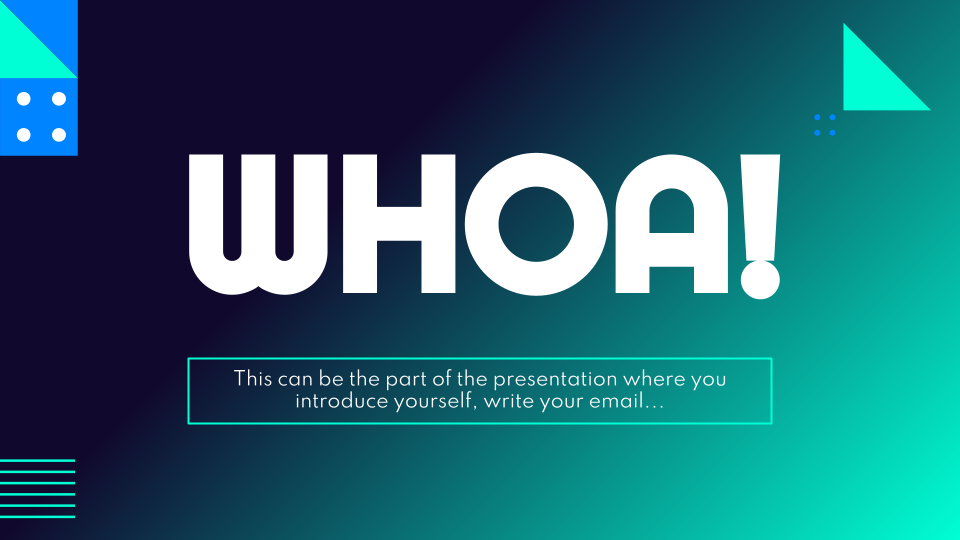 WHOA!
This can be the part of the presentation where you
introduce yourself, write your email...